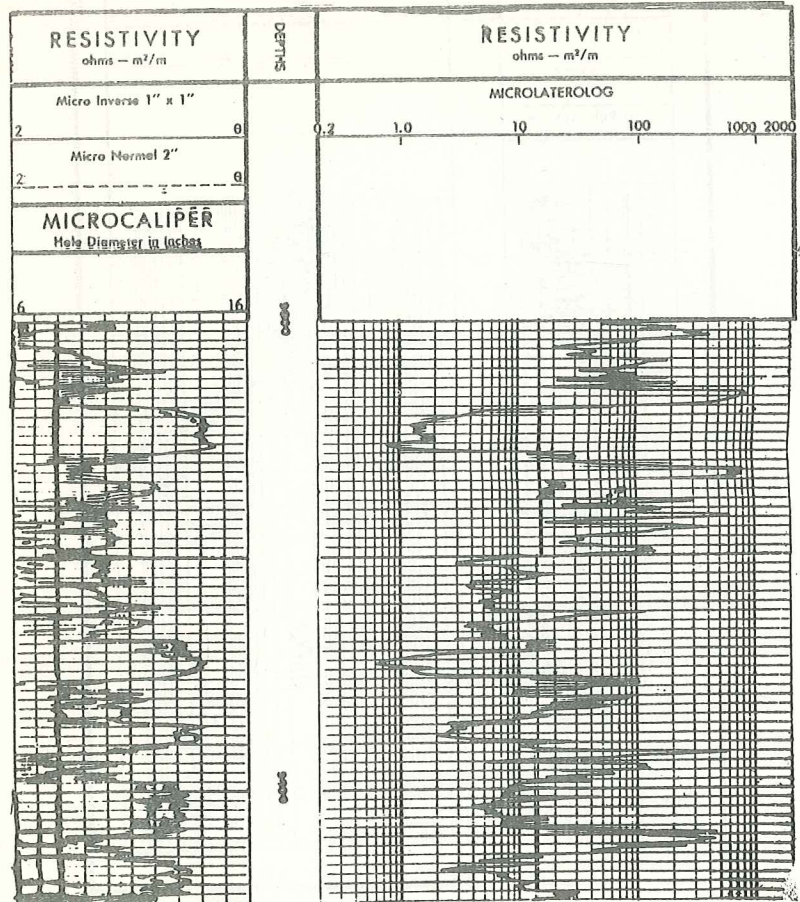 RESISTIVITY
ohms — m²/m
Micro Inverse 1" x 1"
2 0
Micro Normel 2"
2 0
MICROCALIPER
Hole Diameter in Inches
6 16
DEPTHS
RESISTIVITY
ohms — m²/m
MICROLATEROLOG
0.2 1.0 10 100 1000 2000